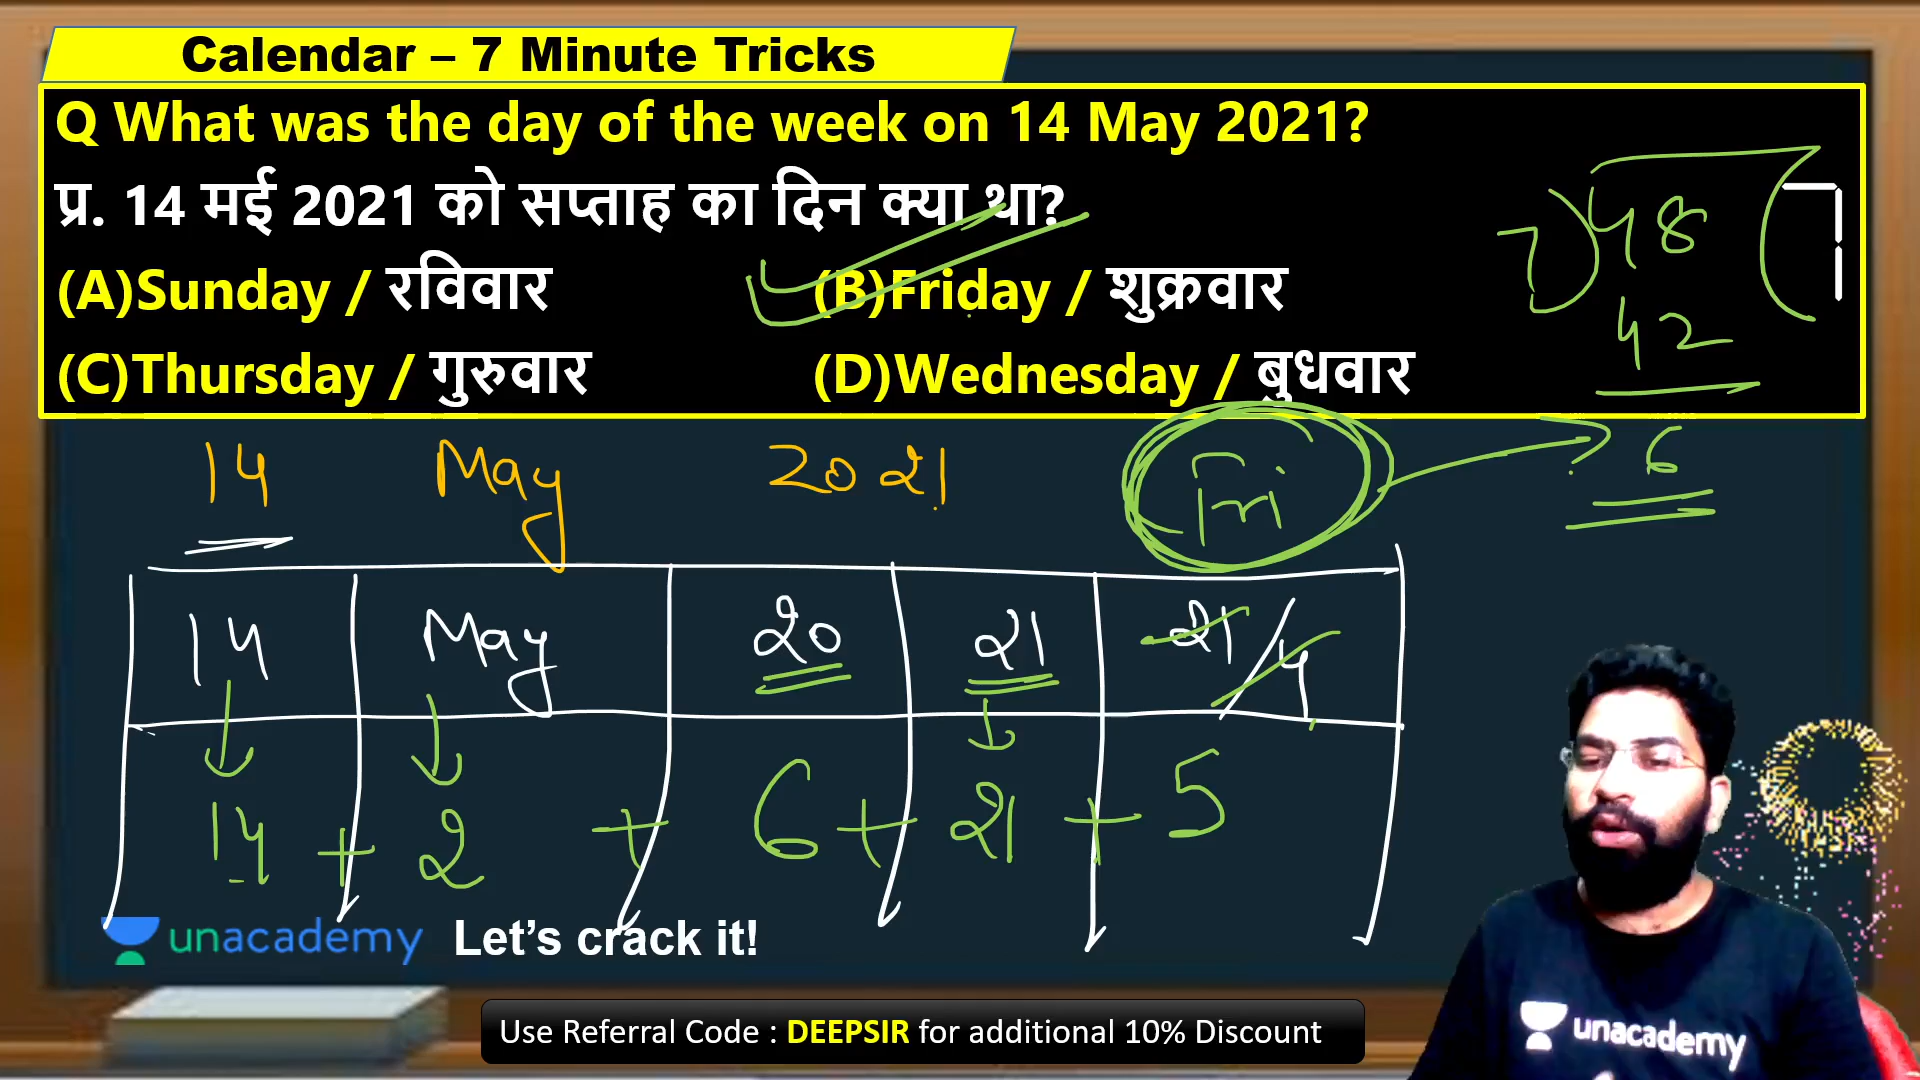 Calendar – 7 Minute Tricks
Q What was the day of the week on 14 May 2021?
प्र. 14 मई 2021 को सप्ताह का दिन क्या था?
(A)Sunday / रविवार (B)Friday / शुक्रवार
(C)Thursday / गुरुवार (D)Wednesday / बुधवार
7 48
42
6
14 May 2021 Fri
14 May 20 21 21/4
14 + 2 + 6 + 21 + 5
unacademy Let's crack it!
Use Referral Code : DEEPSIR for additional 10% Discount
unacademy